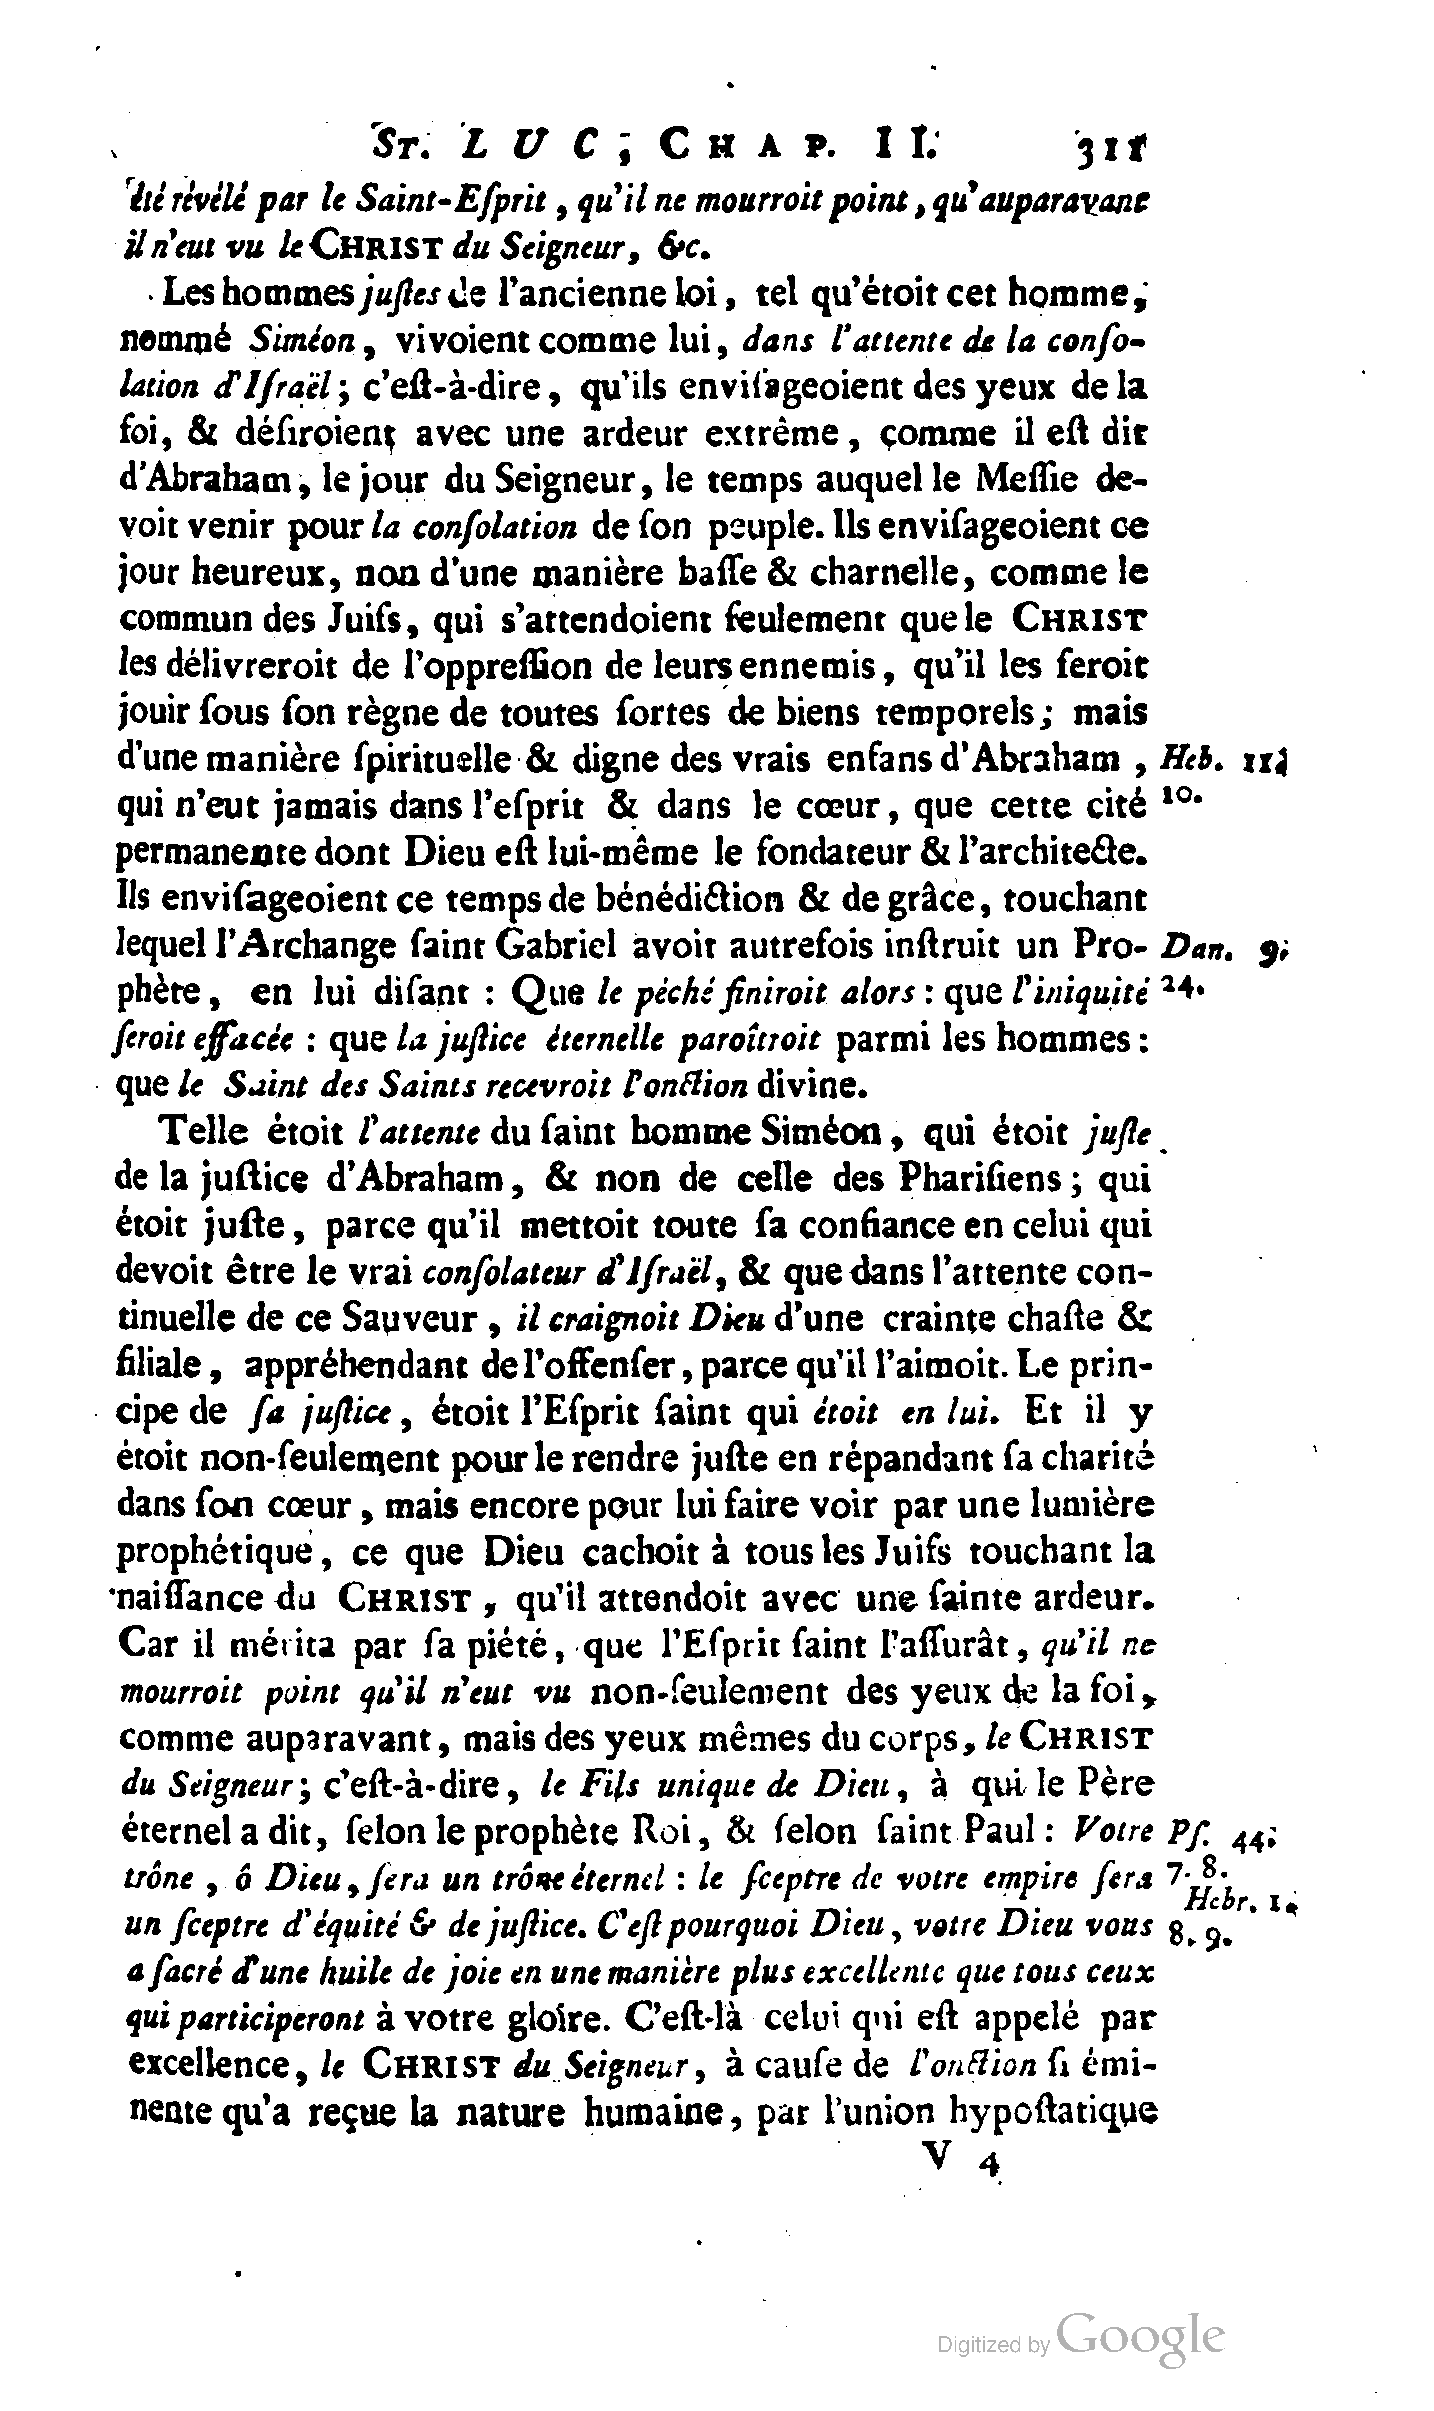 ST. LUC, CHAP. II. 311
été révélé par le Saint-Eſprit, qu'il ne mourroit point, qu'auparavant
il n'eut vu le CHRIST du Seigneur, &c.
Les hommes juſtes de l'ancienne loi, tel qu'étoit cet homme,
nommé Siméon, vivoient comme lui, dans l'attente de la conſo-
lation d'Iſraël; c'eſt-à-dire, qu'ils enviſageoient des yeux de la
foi, & déſiroient avec une ardeur extrême, comme il eſt dit
d'Abraham, le jour du Seigneur, le temps auquel le Meſſie de-
voit venir pour la conſolation de ſon peuple. Ils enviſageoient ce
jour heureux, non d'une manière baſſe & charnelle, comme le
commun des Juifs, qui s'attendoient ſeulement que le CHRIST
les délivreroit de l'oppreſſion de leurs ennemis, qu'il les feroit
jouir ſous ſon règne de toutes ſortes de biens temporels; mais
d'une manière ſpirituelle & digne des vrais enfans d'Abraham, Heb. 11.
qui n'eut jamais dans l'eſprit & dans le cœur, que cette cité 10.
permanente dont Dieu eſt lui-même le fondateur & l'architecte.
Ils enviſageoient ce temps de bénédiction & de grâce, touchant
lequel l'Archange ſaint Gabriel avoit autrefois inſtruit un Pro- Dan. 9.
phète, en lui diſant : Que le péché finiroit alors : que l'iniquité 24.
ſeroit effacée : que la juſtice éternelle paroîtroit parmi les hommes :
que le Saint des Saints recevroit l'onction divine.
Telle étoit l'attente du ſaint homme Siméon, qui étoit juſte
de la juſtice d'Abraham, & non de celle des Phariſiens; qui
étoit juſte, parce qu'il mettoit toute ſa confiance en celui qui
devoit être le vrai conſolateur d'Iſraël, & que dans l'attente con-
tinuelle de ce Sauveur, il craignoit Dieu d'une crainte chaſte &
filiale, appréhendant de l'offenſer, parce qu'il l'aimoit. Le prin-
cipe de ſa juſtice, étoit l'Eſprit ſaint qui étoit en lui. Et il y
étoit non-ſeulement pour le rendre juſte en répandant ſa charité
dans ſon cœur, mais encore pour lui faire voir par une lumière
prophétique, ce que Dieu cachoit à tous les Juifs touchant la
naiſſance du CHRIST, qu'il attendoit avec une ſainte ardeur.
Car il mérita par ſa piété, que l'Eſprit ſaint l'aſſurât, qu'il ne
mourroit point qu'il n'eut vu non-ſeulement des yeux de la foi,
comme auparavant, mais des yeux mêmes du corps, le CHRIST
du Seigneur; c'eſt-à-dire, le Fils unique de Dieu, à qui le Père
éternel a dit, ſelon le prophète Roi, & ſelon ſaint Paul : Votre Pſ. 44.
trône, ô Dieu, ſera un trône éternel : le ſceptre de votre empire ſera 7. 8.
Hebr. 1.
un ſceptre d'équité & de juſtice. C'eſt pourquoi Dieu, votre Dieu vous 8. 9.
a ſacré d'une huile de joie en une manière plus excellente que tous ceux
qui participeront à votre gloire. C'eſt-là celui qui eſt appelé par
excellence, le CHRIST du Seigneur, à cauſe de l'onction ſi émi-
nente qu'a reçue la nature humaine, par l'union hypoſtatique
V 4
Digitized by Google